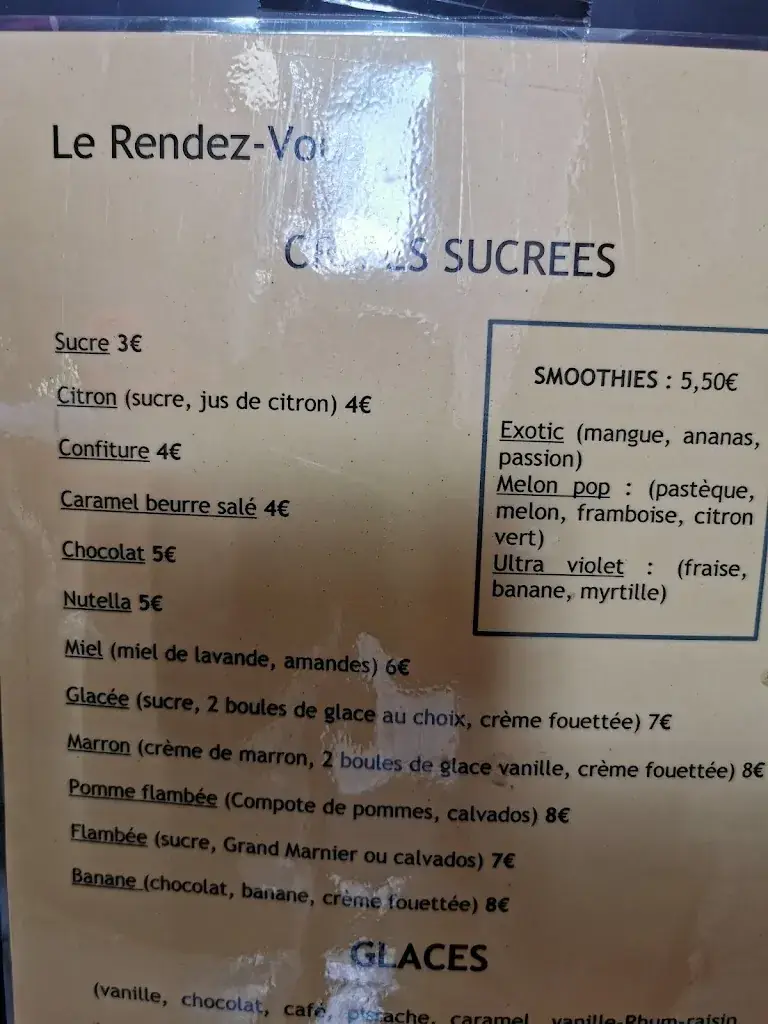 Le Rendez-Vou
SUCREES
Sucre 3€
Citron (sucre, jus de citron) 4€
Confiture 4€
Caramel beurre salé 4€
Chocolat 5€
Nutella 5€
Miel (miel de lavande, amandes) 6€
Glacée (sucre, 2 boules de glace au choix, crème fouettée) 7€
Marron (crème de marron, 2 boules de glace vanille, crème fouettée) 8€
Pomme flambée (Compote de pommes, calvados) 8€
Flambée (sucre, Grand Marnier ou calvados) 7€
Banane (chocolat, banane, crème fouettée) 8€
SMOOTHIES : 5,50€
Exotic (mangue, ananas,
passion)
Melon pop : (pastèque,
melon, framboise, citron
vert)
Ultra violet : (fraise,
banane, myrtille)
GLACES
(vanille, chocolat, café, pistache, caramel, vanille-Rhum-raisin,